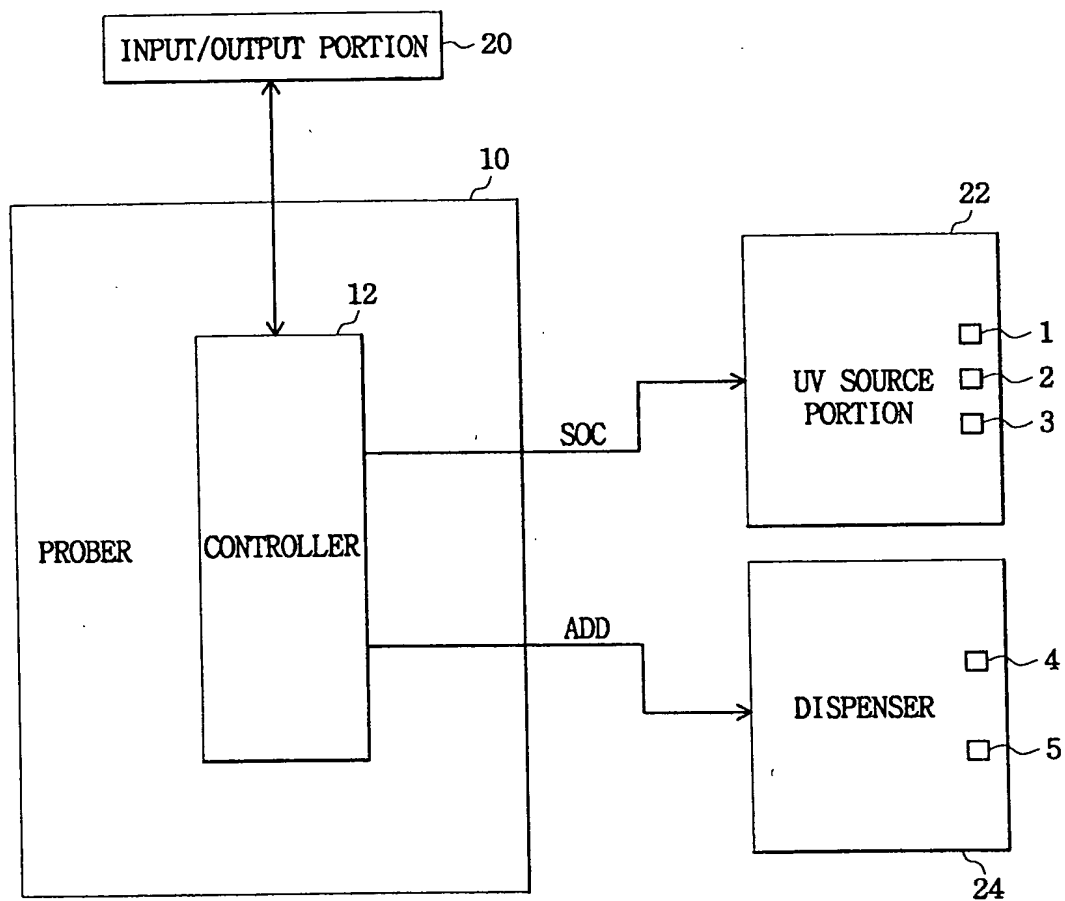 INPUT/OUTPUT PORTION
20
10
22
12
1
2
3
UV SOURCE
PORTION
SOC
PROBER
CONTROLLER
ADD
4
DISPENSER
5
24